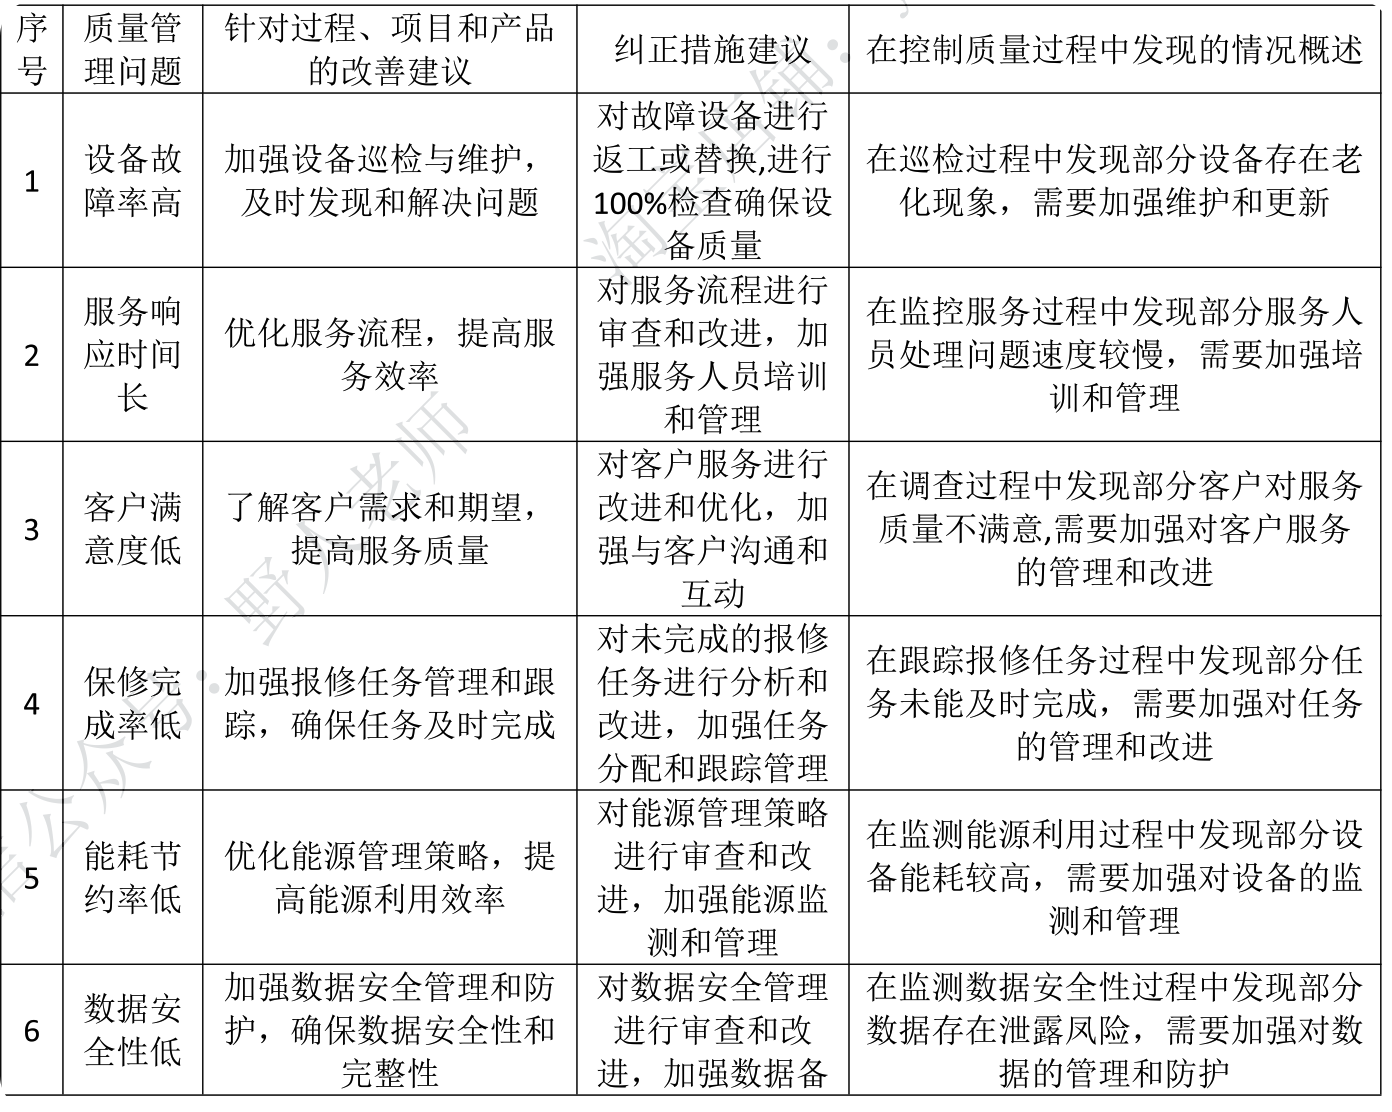 序号
质量管理问题
针对过程、项目和产品的改善建议
纠正措施建议
在控制质量过程中发现的情况概述
1
设备故
障率高
加强设备巡检与维护，
及时发现和解决问题
对故障设备进行
返工或替换,进行
100%检查确保设
备质量
在巡检过程中发现部分设备存在老
化现象，需要加强维护和更新
2
服务响
应时间
长
优化服务流程，提高服
务效率
对服务流程进行
审查和改进，加
强服务人员培训
和管理
在监控服务过程中发现部分服务人
员处理问题速度较慢，需要加强培
训和管理
3
客户满
意度低
了解客户需求和期望，
提高服务质量
对客户服务进行
改进和优化，加
强与客户沟通和
互动
在调查过程中发现部分客户对服务
质量不满意,需要加强对客户服务
的管理和改进
4
保修完
成率低
加强报修任务管理和跟
踪，确保任务及时完成
对未完成的报修
任务进行分析和
改进，加强任务
分配和跟踪管理
在跟踪报修任务过程中发现部分任
务未能及时完成，需要加强对任务
的管理和改进
5
能耗节
约率低
优化能源管理策略，提
高能源利用效率
对能源管理策略
进行审查和改
进，加强能源监
测和管理
在监测能源利用过程中发现部分设
备能耗较高，需要加强对设备的监
测和管理
6
数据安
全性低
加强数据安全管理和防
护，确保数据安全性和
完整性
对数据安全管理
进行审查和改
进，加强数据备
在监测数据安全性过程中发现部分
数据存在泄露风险，需要加强对数
据的管理和防护
淘宝店铺：
信公众号：野人老师